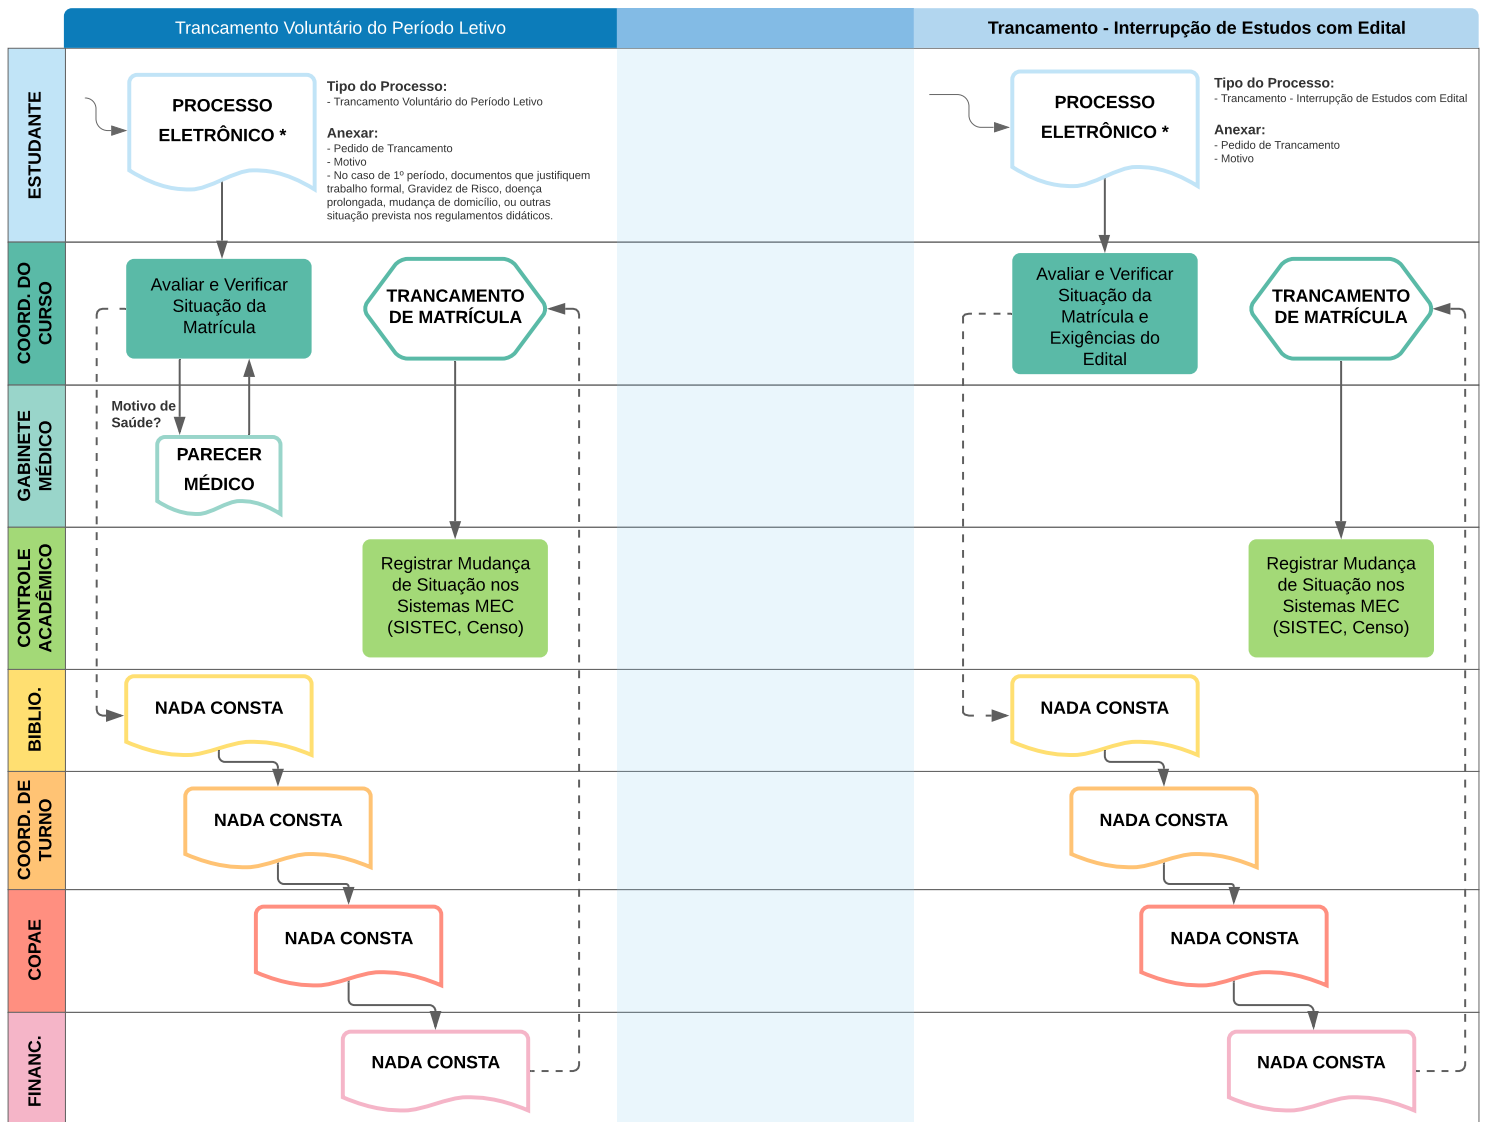 Trancamento Voluntário do Período Letivo
Trancamento - Interrupção de Estudos com Edital
ESTUDANTE
PROCESSO
ELETRÔNICO *
Tipo do Processo:
- Trancamento Voluntário do Período Letivo
Anexar:
- Pedido de Trancamento
- Motivo
- No caso de 1º período, documentos que justifiquem
trabalho formal, Gravidez de Risco, doença
prolongada, mudança de domicílio, ou outras
situação prevista nos regulamentos didáticos.
PROCESSO
ELETRÔNICO *
Tipo do Processo:
- Trancamento - Interrupção de Estudos com Edital
Anexar:
- Pedido de Trancamento
- Motivo
COORD. DO
CURSO
Avaliar e Verificar
Situação da
Matrícula
TRANCAMENTO
DE MATRÍCULA
Avaliar e Verificar
Situação da
Matrícula e
Exigências do
Edital
TRANCAMENTO
DE MATRÍCULA
GABINETE
MÉDICO
Motivo de
Saúde?
PARECER
MÉDICO
CONTROLE
ACADÊMICO
Registrar Mudança
de Situação nos
Sistemas MEC
(SISTEC, Censo)
Registrar Mudança
de Situação nos
Sistemas MEC
(SISTEC, Censo)
BIBLIO.
NADA CONSTA
NADA CONSTA
COORD. DE
TURNO
NADA CONSTA
NADA CONSTA
COPAE
NADA CONSTA
NADA CONSTA
FINANC.
NADA CONSTA
NADA CONSTA